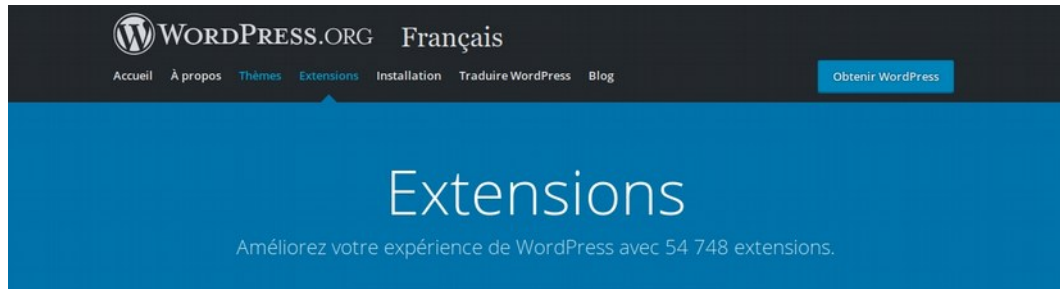 WORDPRESS.ORG Français
Accueil À propos Thèmes Extensions Installation Traduire WordPress Blog Obtenir WordPress
Extensions
Améliorez votre expérience de WordPress avec 54 748 extensions.